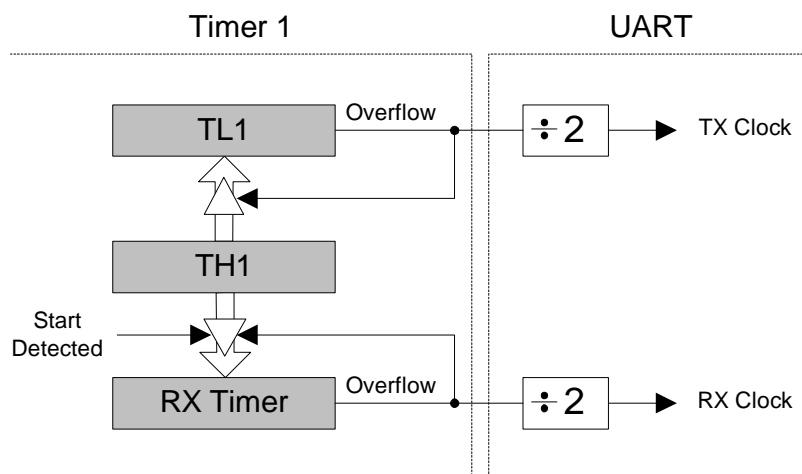 Timer 1
UART
TL1
Overflow
÷ 2
TX Clock
TH1
Start
Detected
RX Timer
Overflow
÷ 2
RX Clock